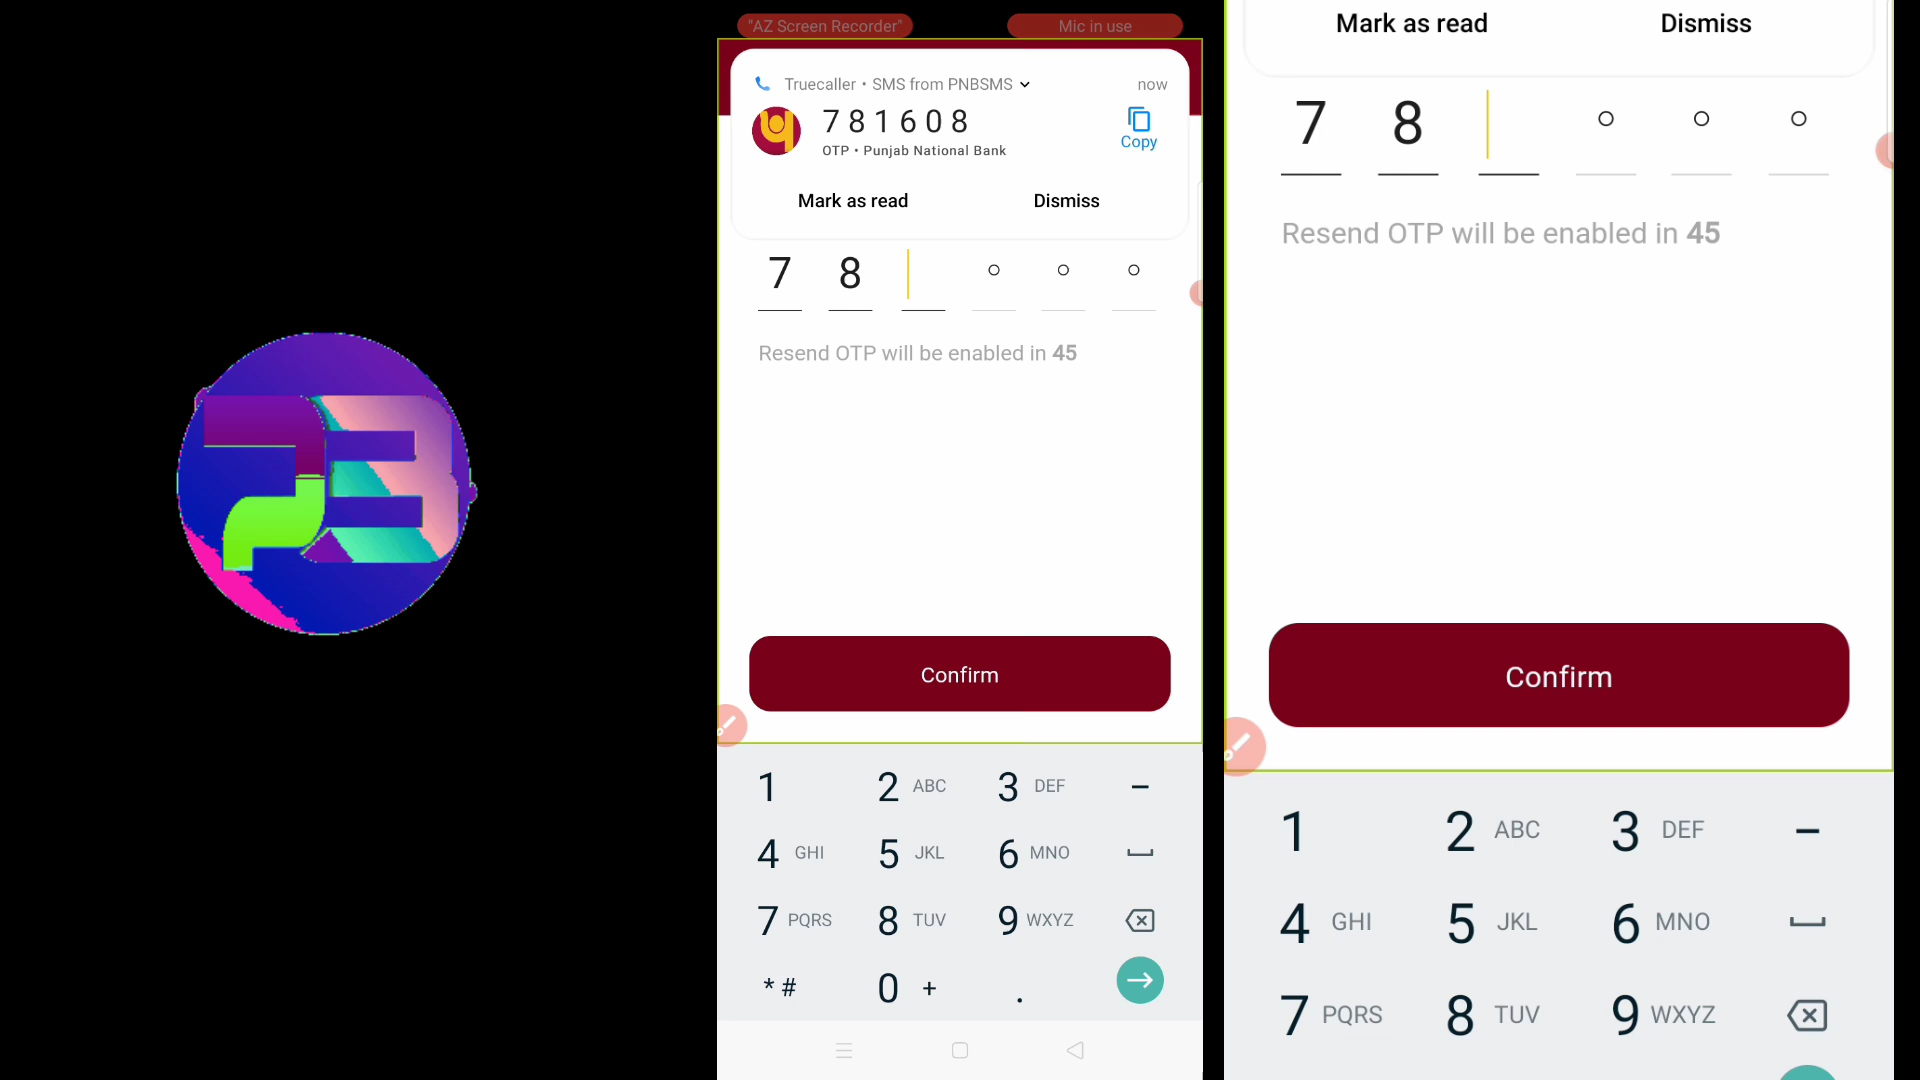 "AZ Screen Recorder"
Mic in use
Truecaller • SMS from PNBSMS
now
781608
Copy
OTP • Punjab National Bank
Mark as read
Dismiss
7 8
Resend OTP will be enabled in 45
Confirm
1
2 ABC
3 DEF
-
4 GHI
5 JKL
6 MNO
7 PQRS
8 TUV
9 WXYZ
* #
0 +
.
Mark as read
Dismiss
7 8
Resend OTP will be enabled in 45
Confirm
1
2 ABC
3 DEF
-
4 GHI
5 JKL
6 MNO
7 PQRS
8 TUV
9 WXYZ